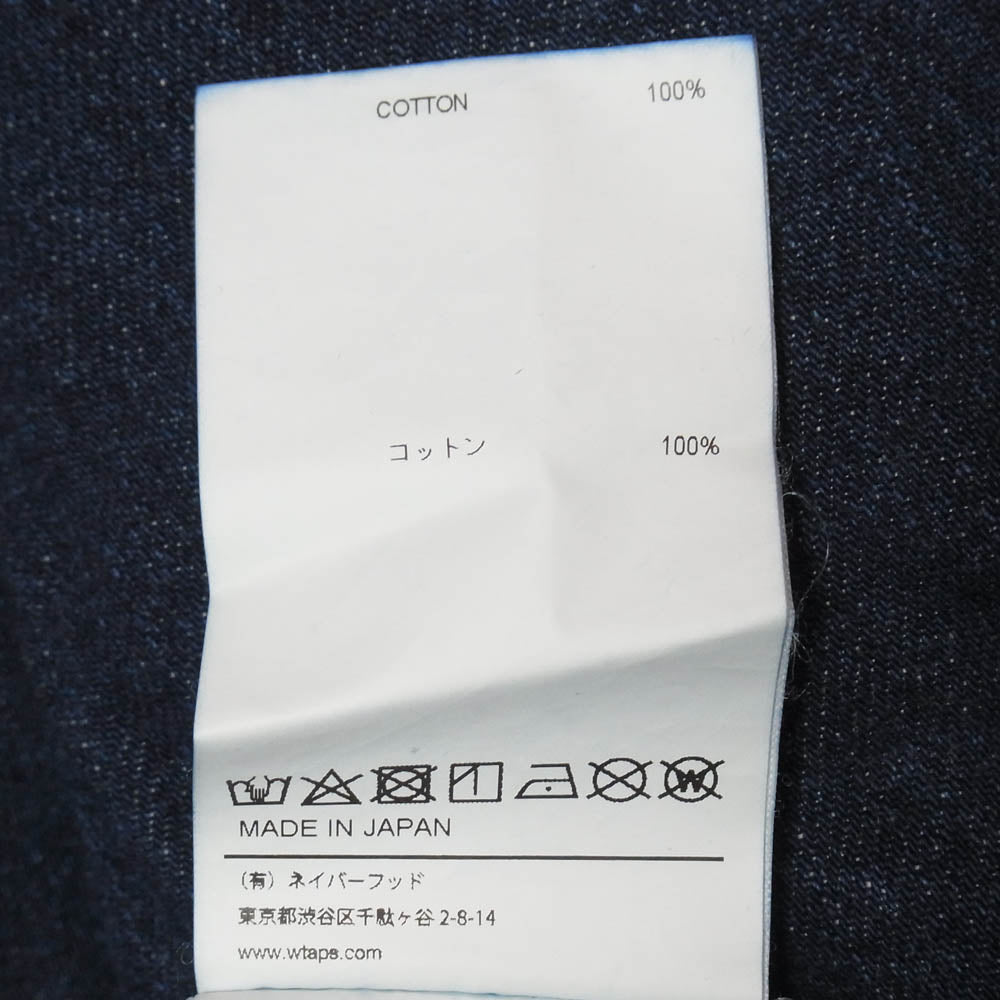 COTTON 100%
コットン 100%
W
MADE IN JAPAN
(有) ネイバーフッド
東京都渋谷区千駄ヶ谷 2-8-14
www.wtaps.com